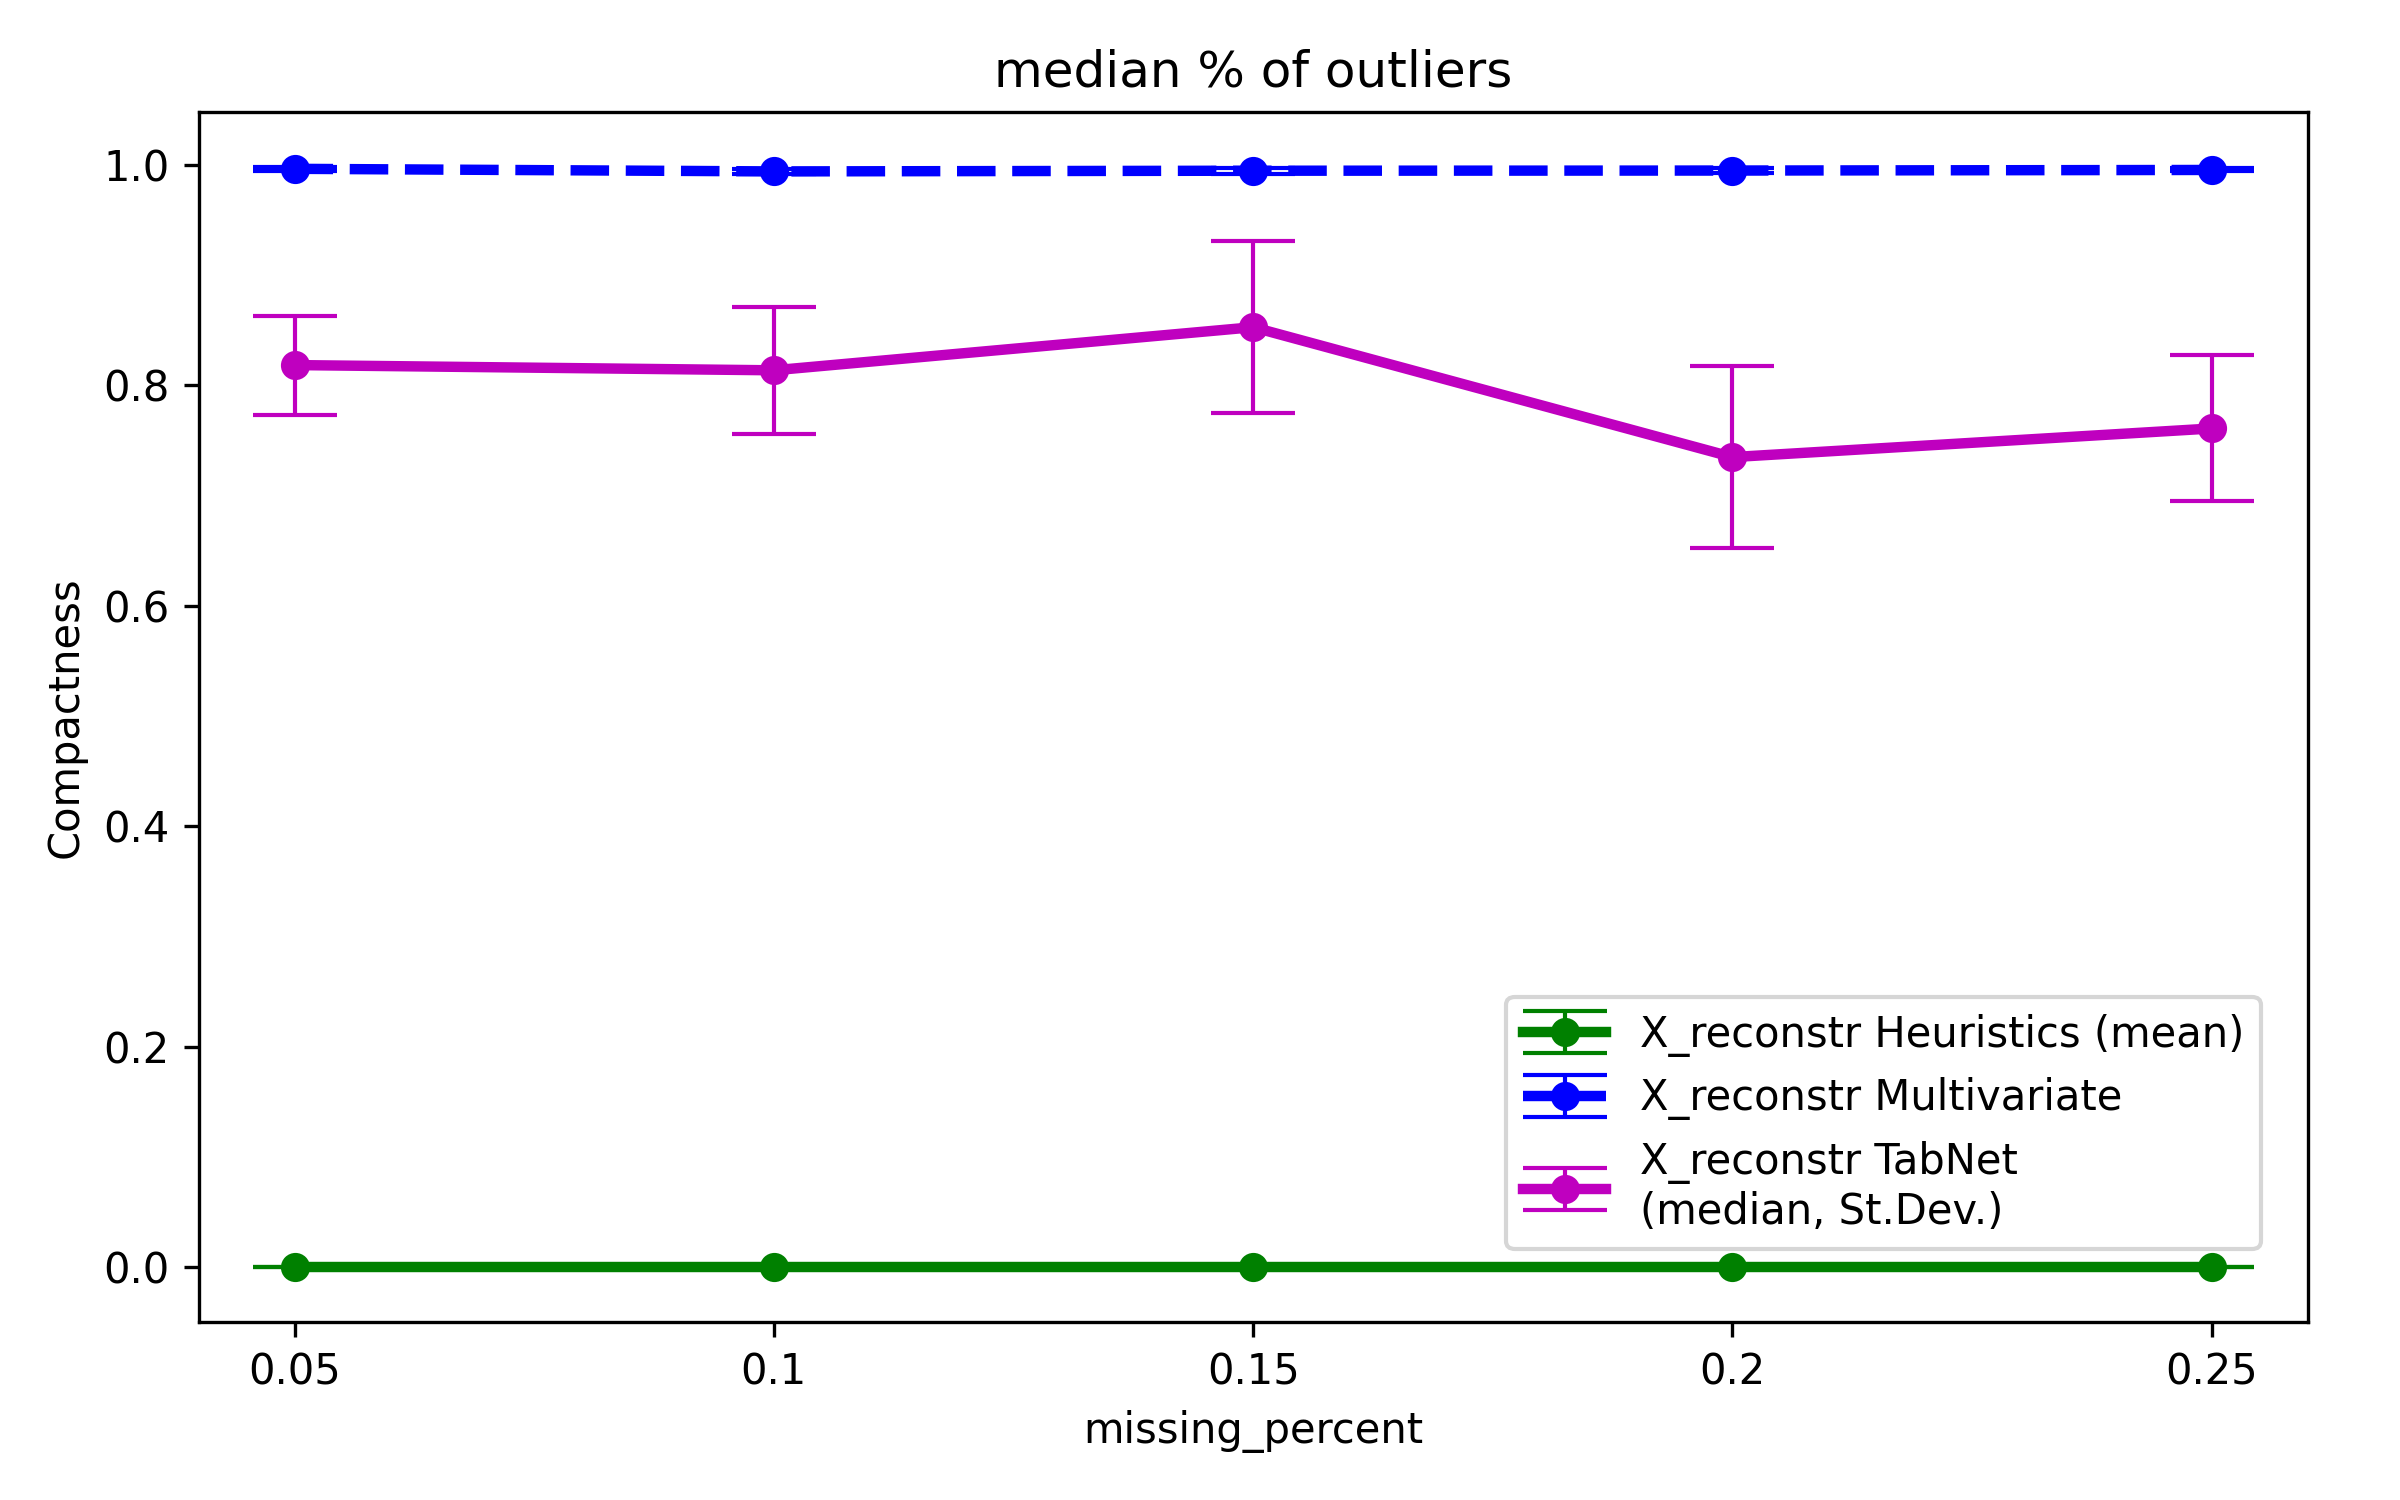 median % of outliers
1.0
0.8
0.6
0.4
0.2
0.0
Compactness
X_reconstr Heuristics (mean)
X_reconstr Multivariate
X_reconstr TabNet
(median, St.Dev.)
0.05 0.1 0.15 0.2 0.25
missing_percent